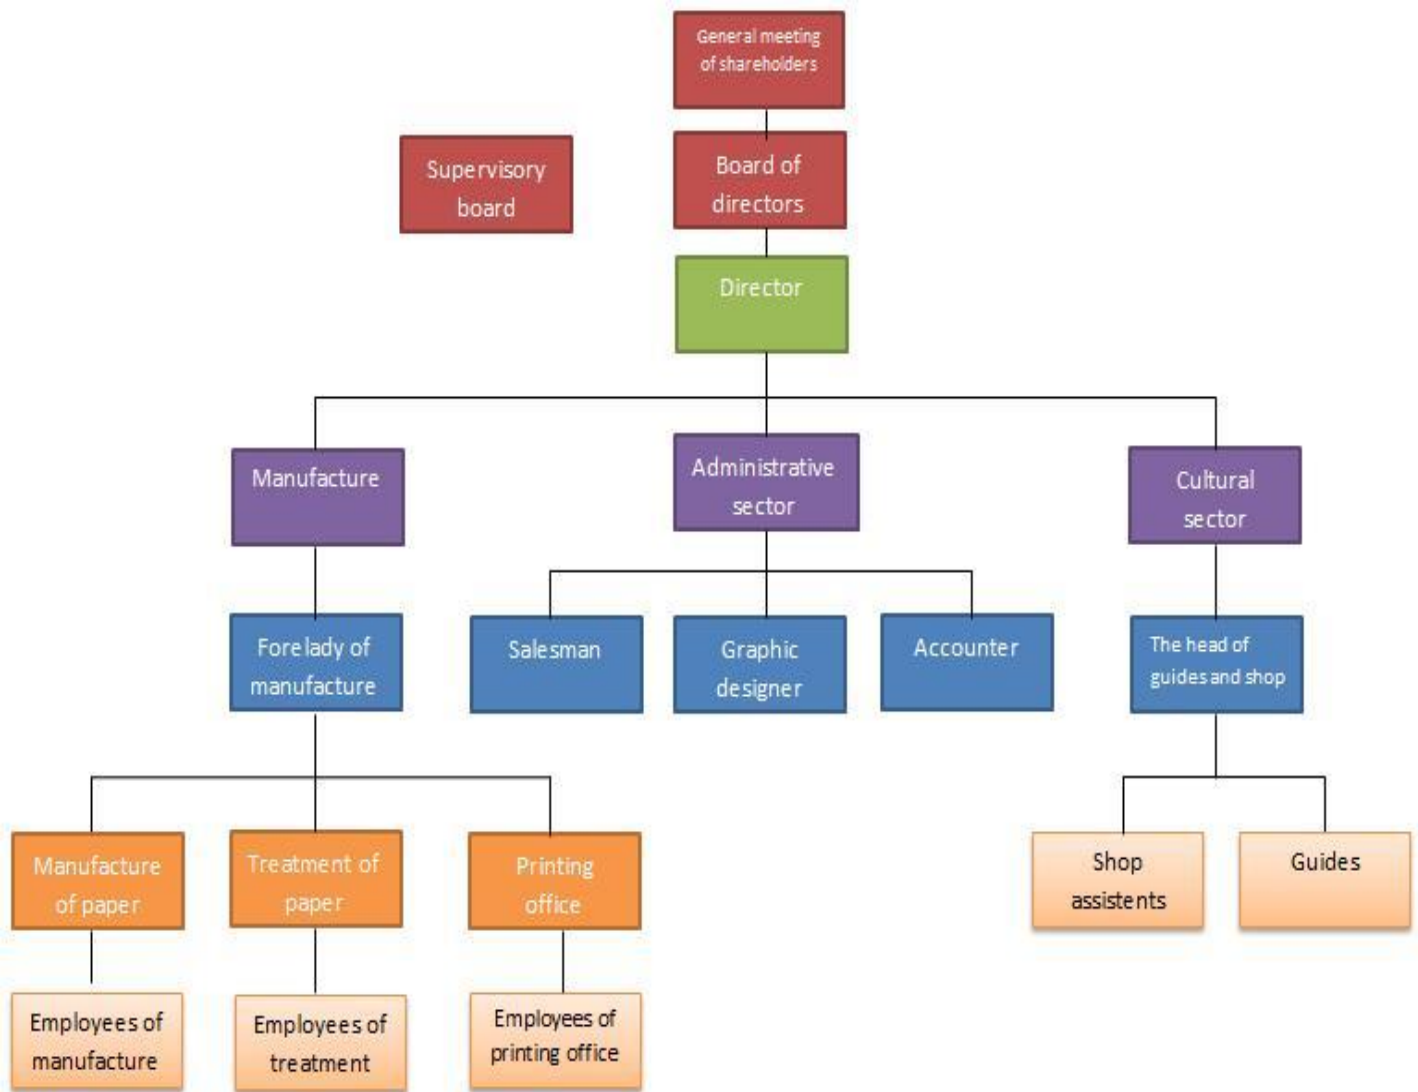 General meeting
of shareholders
Supervisory
board
Board of
directors
Director
Manufacture
Administrative
sector
Cultural
sector
Forelady of
manufacture
Salesman
Graphic
designer
Accounter
The head of
guides and shop
Manufacture
of paper
Treatment of
paper
Printing
office
Shop
assistents
Guides
Employees of
manufacture
Employees of
treatment
Employees of
printing office